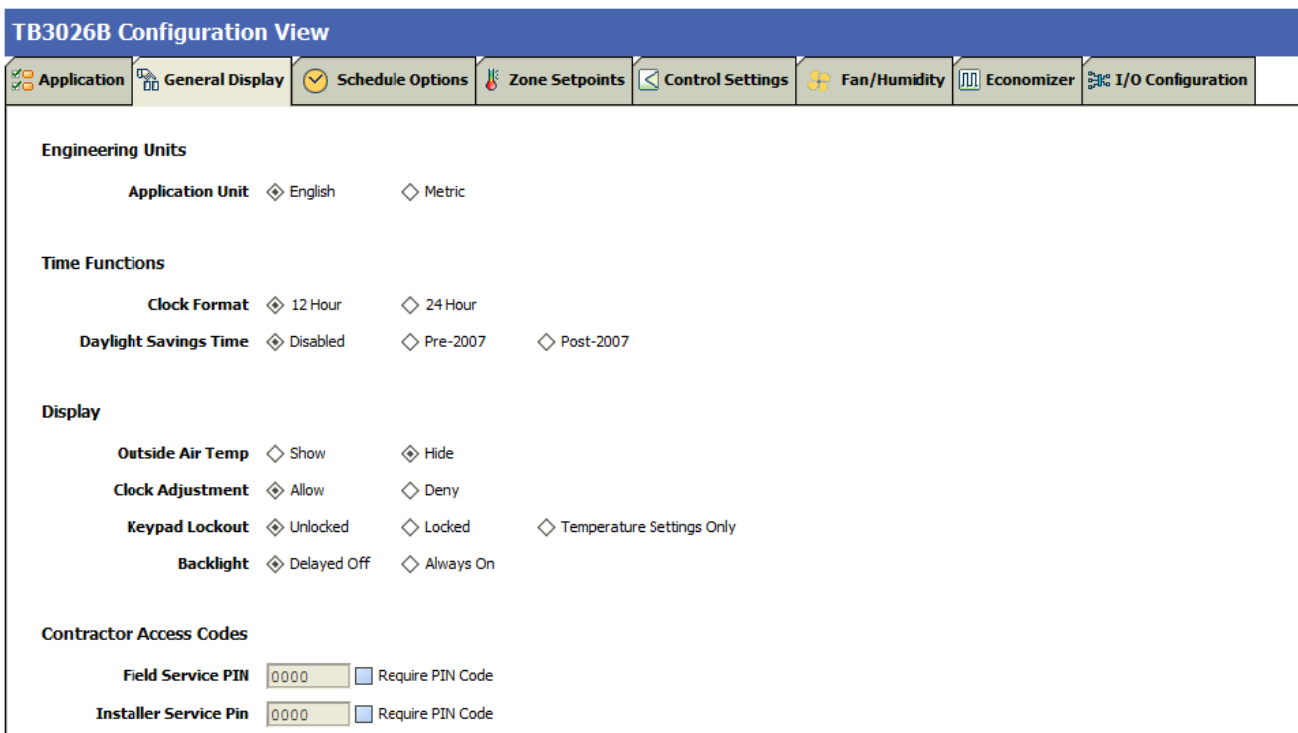 TB3026B Configuration View
Application General Display Schedule Options Zone Setpoints Control Settings Fan/Humidity Economizer I/O Configuration
Engineering Units
Application Unit English Metric
Time Functions
Clock Format 12 Hour 24 Hour
Daylight Savings Time Disabled Pre-2007 Post-2007
Display
Outside Air Temp Show Hide
Clock Adjustment Allow Deny
Keypad Lockout Unlocked Locked Temperature Settings Only
Backlight Delayed Off Always On
Contractor Access Codes
Field Service PIN 0000 Require PIN Code
Installer Service Pin 0000 Require PIN Code